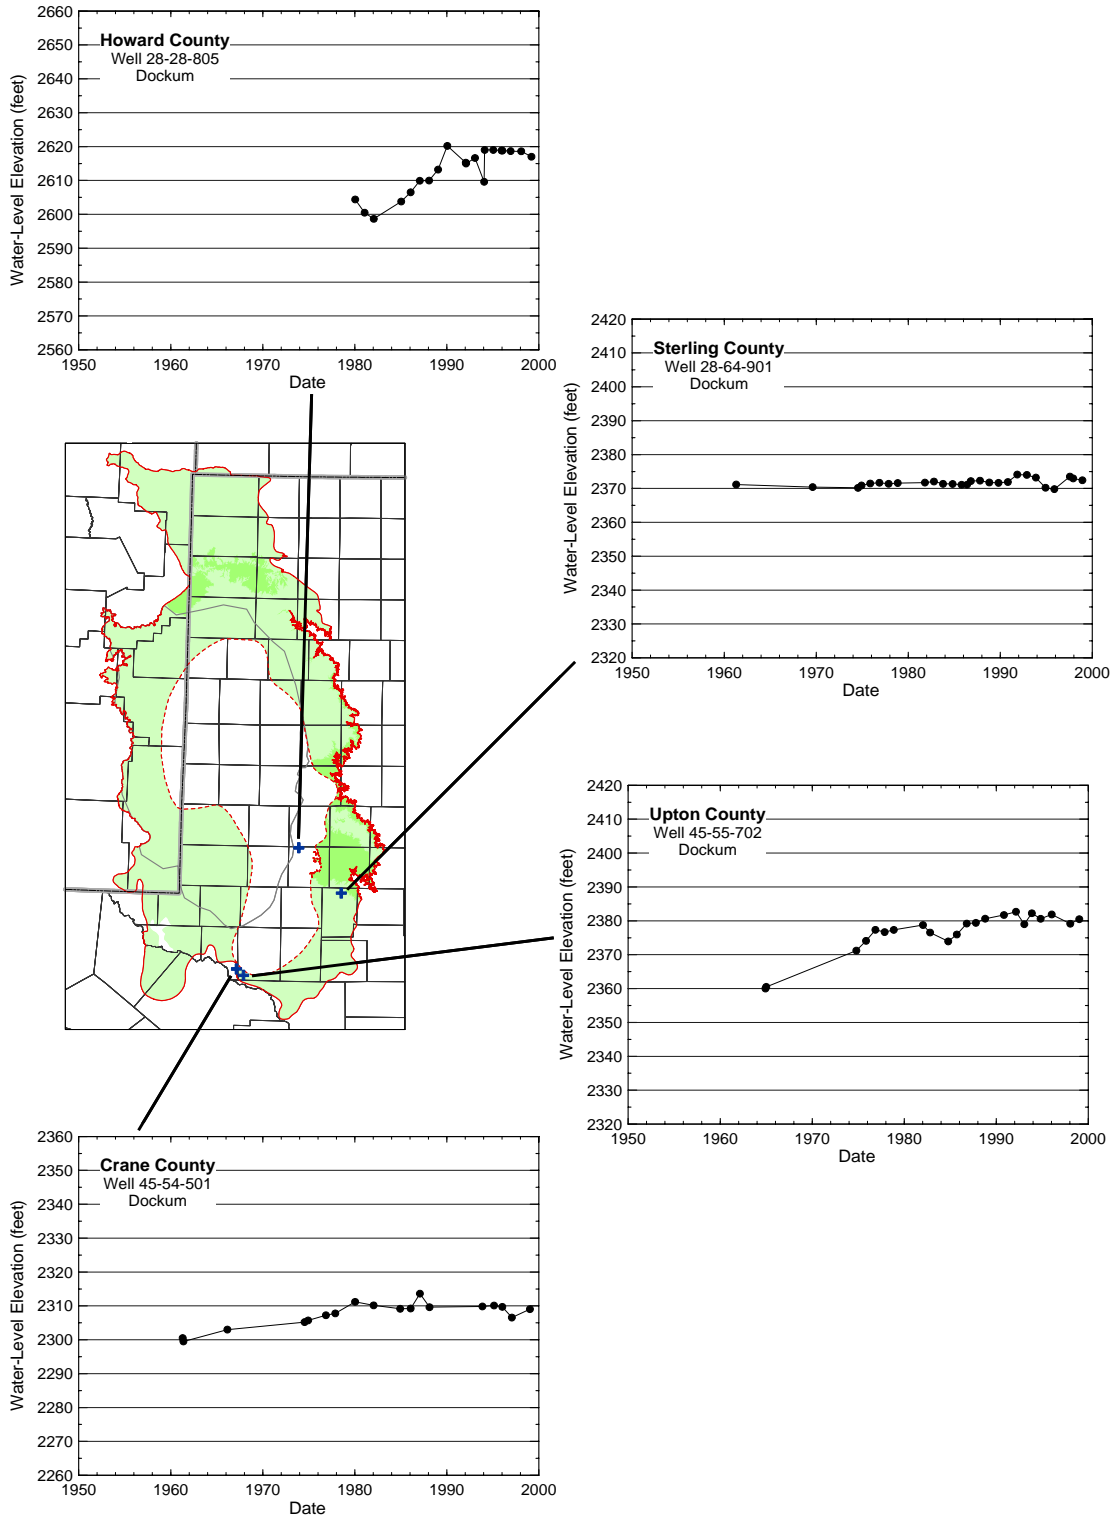 Howard County
Well 28-28-805
Dockum
Water-Level Elevation (feet)
2660
2650
2640
2630
2620
2610
2600
2590
2580
2570
2560
1950 1960 1970 1980 1990 2000
Date
Sterling County
Well 28-64-901
Dockum
Water-Level Elevation (feet)
2420
2410
2400
2390
2380
2370
2360
2350
2340
2330
2320
1950 1960 1970 1980 1990 2000
Date
Upton County
Well 45-55-702
Dockum
Water-Level Elevation (feet)
2420
2410
2400
2390
2380
2370
2360
2350
2340
2330
2320
1950 1960 1970 1980 1990 2000
Date
Crane County
Well 45-54-501
Dockum
Water-Level Elevation (feet)
2360
2350
2340
2330
2320
2310
2300
2290
2280
2270
2260
1950 1960 1970 1980 1990 2000
Date